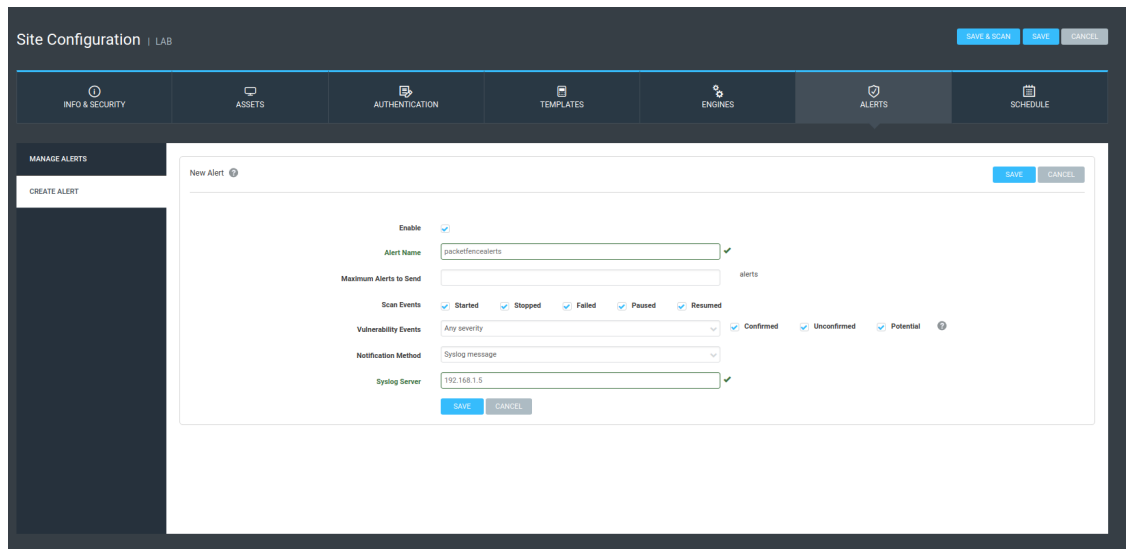 Site Configuration | LAB
SAVE & SCAN SAVE CANCEL
INFO & SECURITY ASSETS AUTHENTICATION TEMPLATES ENGINES ALERTS SCHEDULE
MANAGE ALERTS
CREATE ALERT
New Alert ?
SAVE CANCEL
Enable
Alert Name packetfencealerts
Maximum Alerts to Send alerts
Scan Events Started Stopped Failed Paused Resumed
Vulnerability Events Any severity Confirmed Unconfirmed Potential ?
Notification Method Syslog message
Syslog Server 192.168.1.5
SAVE CANCEL